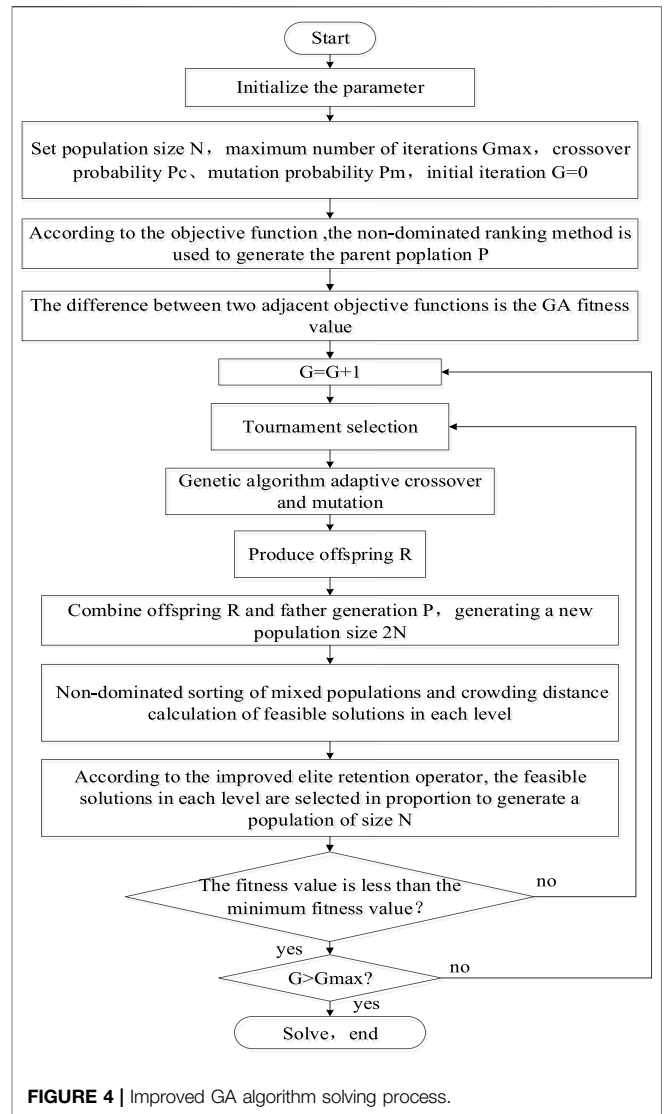 Start
Initialize the parameter
Set population size N，maximum number of iterations Gmax，crossover
probability Pc、mutation probability Pm，initial iteration G=0
According to the objective function ,the non-dominated ranking method is
used to generate the parent poplation P
The difference between two adjacent objective functions is the GA fitness
value
G=G+1
Tournament selection
Genetic algorithm adaptive crossover
and mutation
Produce offspring R
Combine offspring R and father generation P，generating a new
population size 2N
Non-dominated sorting of mixed populations and crowding distance
calculation of feasible solutions in each level
According to the improved elite retention operator, the feasible
solutions in each level are selected in proportion to generate a
population of size N
The fitness value is less than the
minimum fitness value？
no
yes
G>Gmax?
no
yes
Solve，end
FIGURE 4 | Improved GA algorithm solving process.